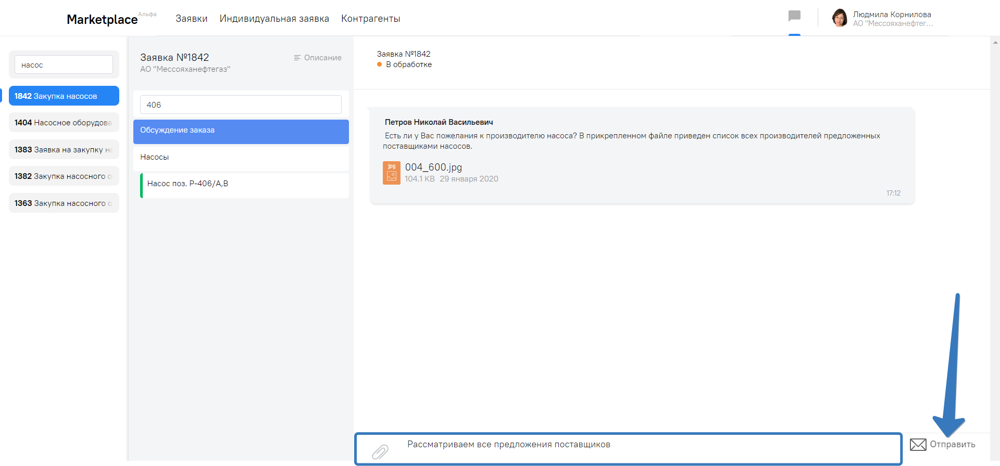 Marketplace Альфа
Заявки Индивидуальная заявка Контрагенты
Людмила Корнилова
АО "Мессояханефтег...
насос
1842 Закупка насосов
1404 Насосное оборудова
1383 Заявка на закупку на
1382 Закупка насосного о
1363 Закупка насосного о
Заявка №1842
Описание
АО "Мессояханефтегаз"
406
Обсуждение заказа
Насосы
Насос поз. P-406/A,B
Заявка №1842
В обработке
Петров Николай Васильевич
Есть ли у Вас пожелания к производителю насоса? В прикрепленном файле приведен список всех производителей предложенных
поставщиками насосов.
jpg
004_600.jpg
104.1 KB 29 января 2020
17:12
Рассматриваем все предложения поставщиков
Отправить